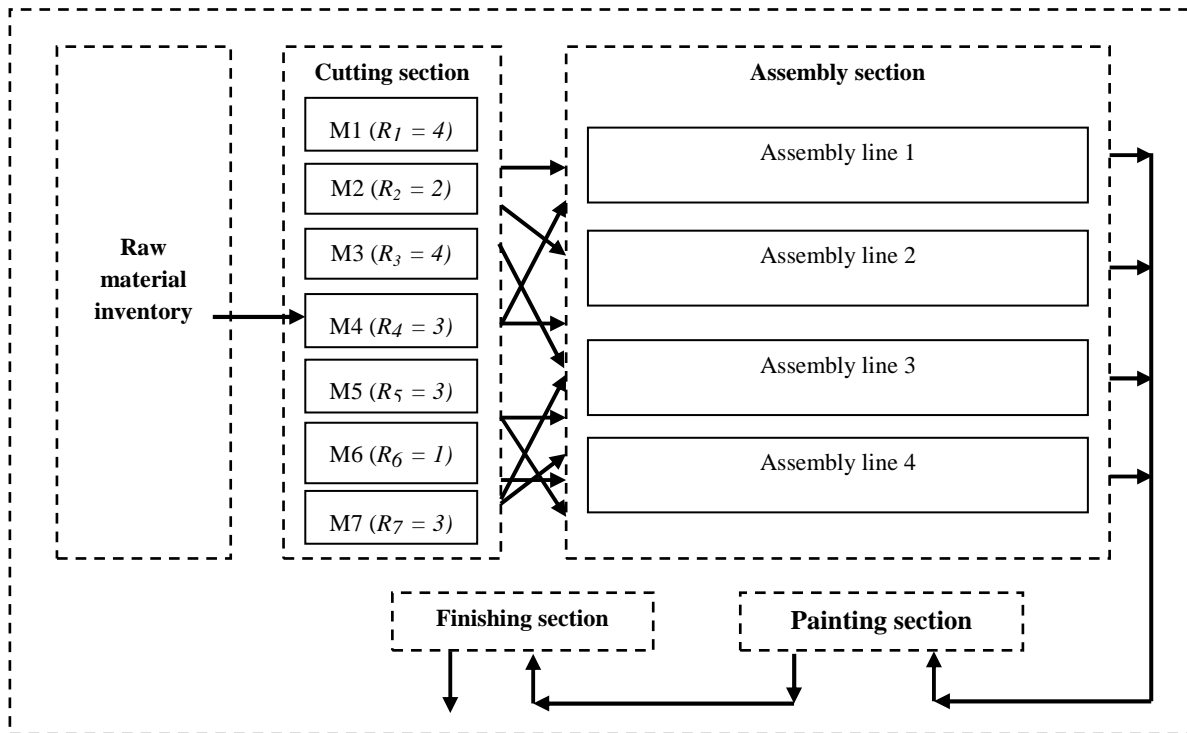 Raw
material
inventory
Cutting section
M1 (R1 = 4)
M2 (R2 = 2)
M3 (R3 = 4)
M4 (R4 = 3)
M5 (R5 = 3)
M6 (R6 = 1)
M7 (R7 = 3)
Assembly section
Assembly line 1
Assembly line 2
Assembly line 3
Assembly line 4
Finishing section
Painting section